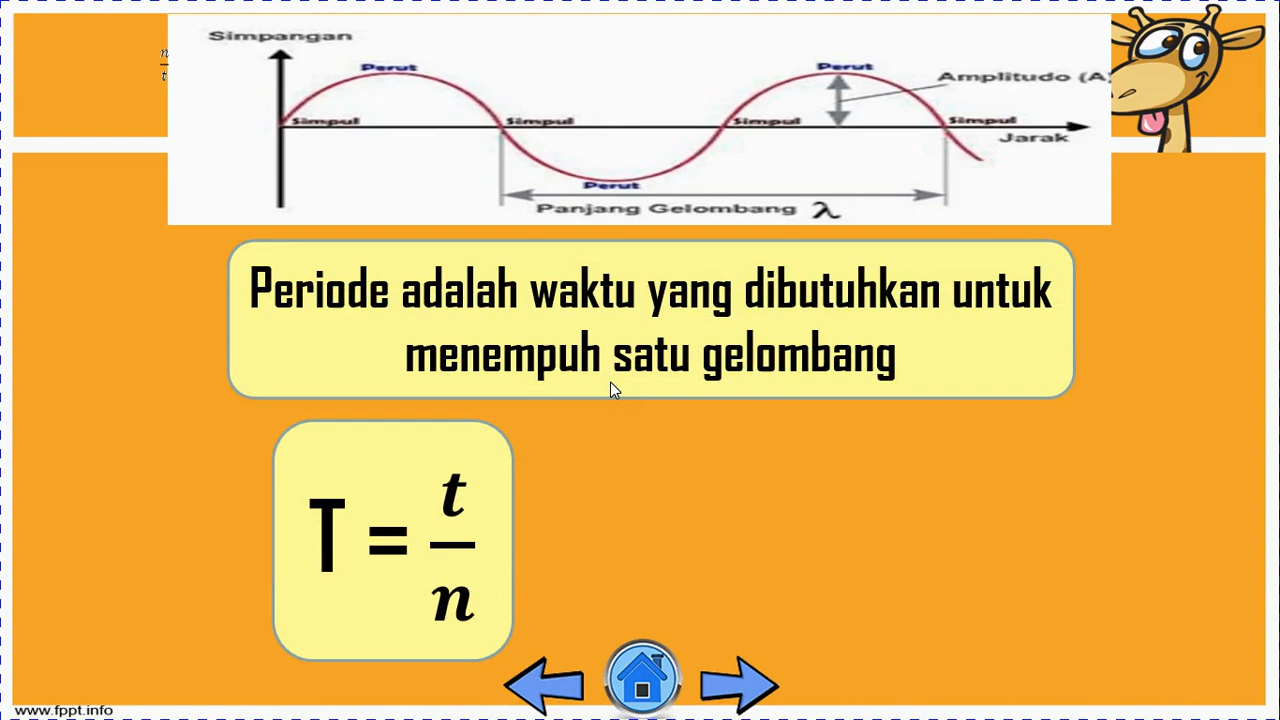 Simpangan
n
t
Perut
Perut
Amplitudo (A)
Simpul
Simpul
Simpul
Simpul
Jarak
Perut
Panjang Gelombang λ
Periode adalah waktu yang dibutuhkan untuk
menempuh satu gelombang
T = t/n
www.fppt.info